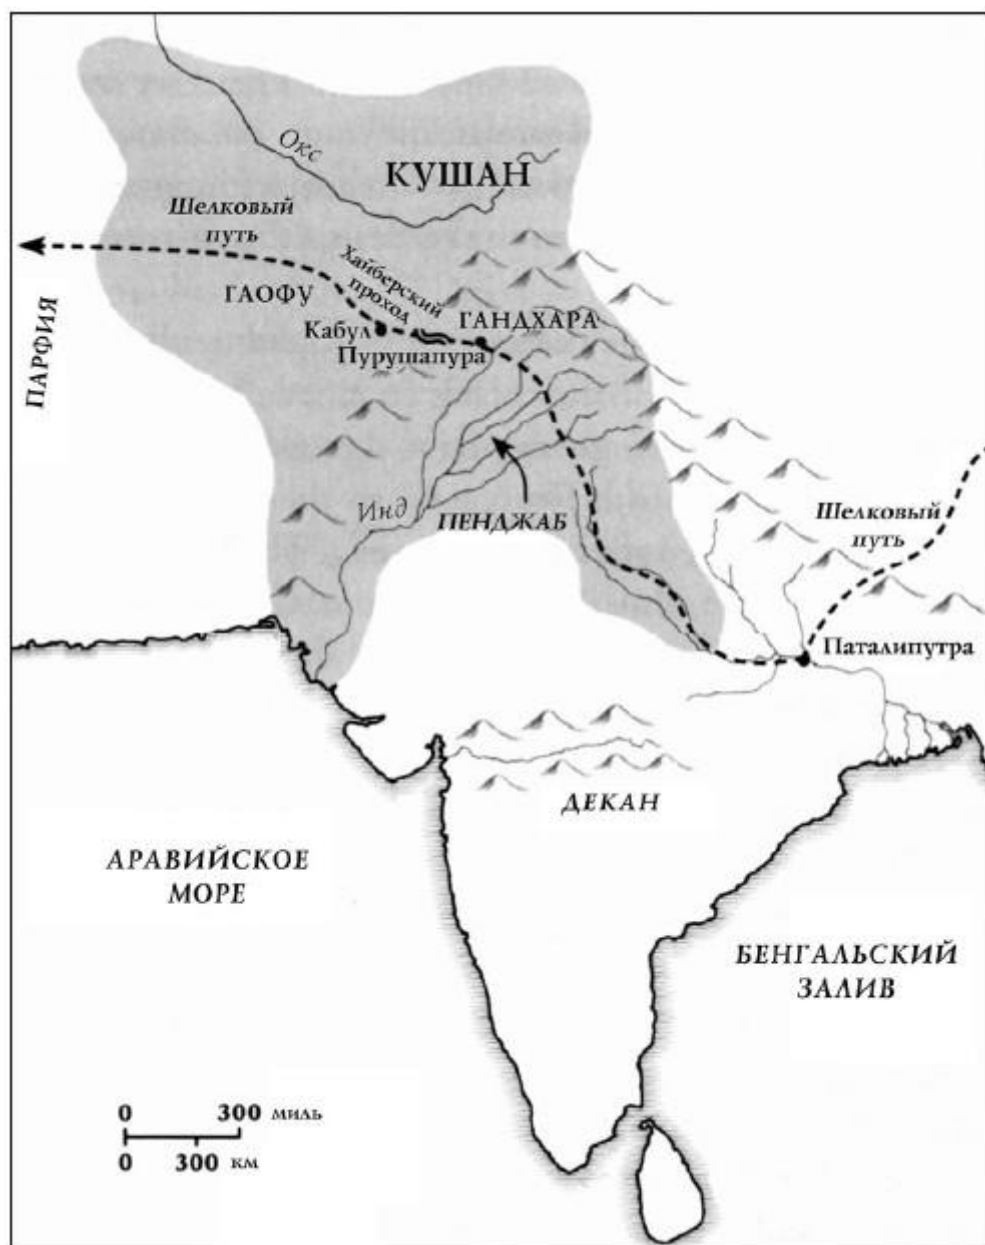 Окс
КУШАН
Шелковый
путь
Хайберский
проход
ГАОФУ
ГАНДХАРА
Кабул
Пурушапура
ПАРФИЯ
Инд
ПЕНДЖАБ
Шелковый
путь
Паталипутра
ДЕКАН
АРАВИЙСКОЕ
МОРЕ
БЕНГАЛЬСКИЙ
ЗАЛИВ
0 300 миль
0 300 км